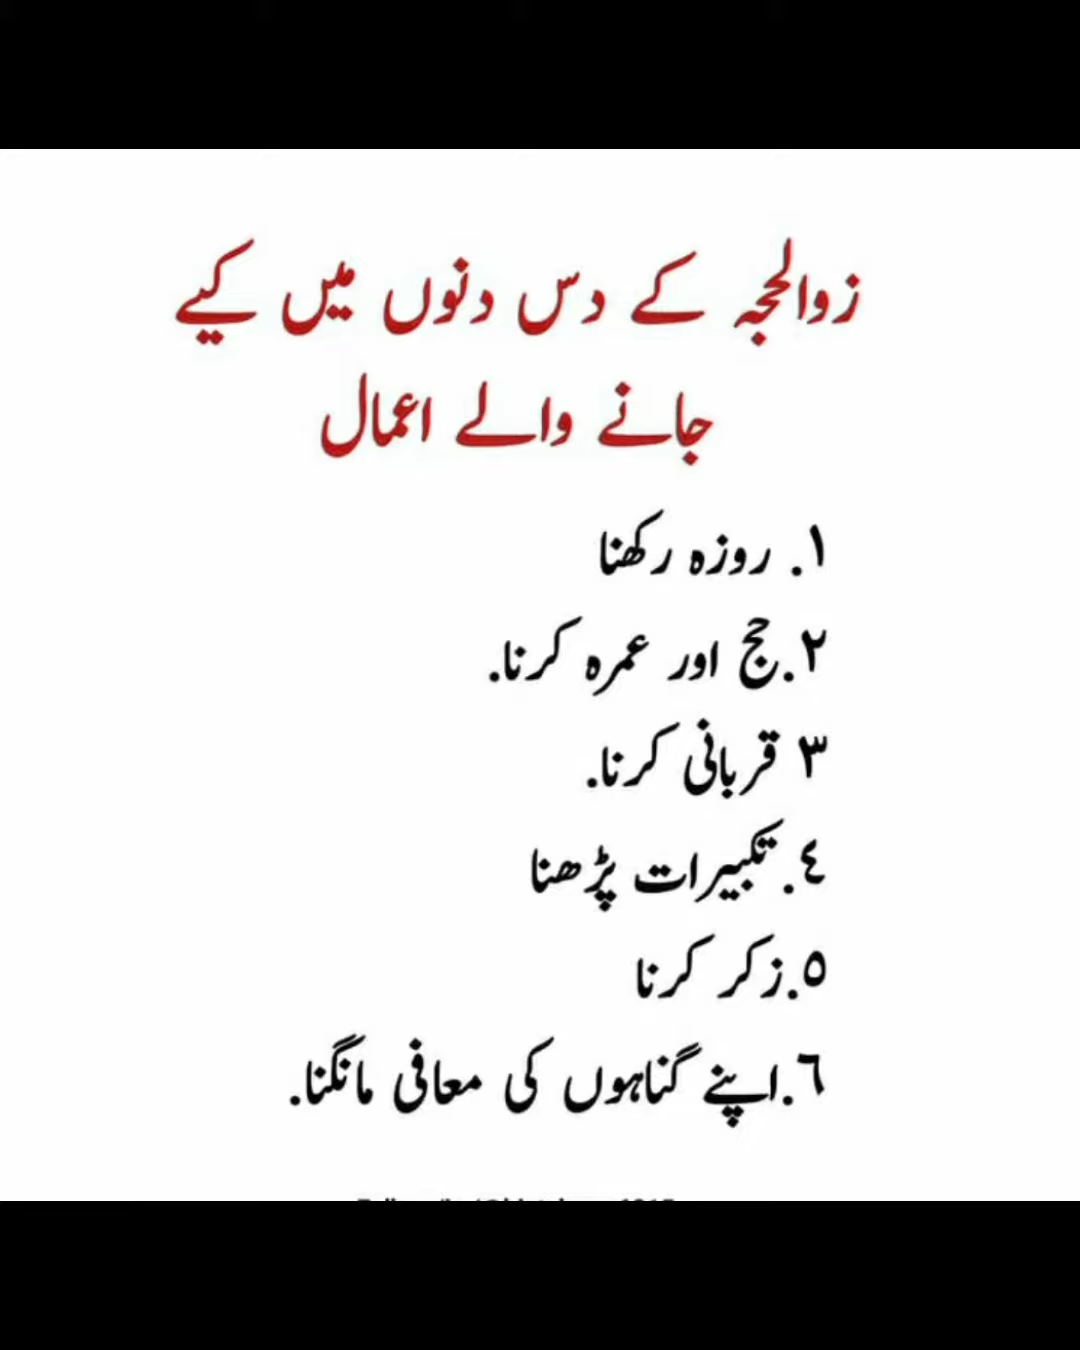 زوالحجہ کے دس دنوں میں کیے
جانے والے اعمال
١. روزہ رکھنا
٢.حج اور عمرہ کرنا.
٣ قربانی کرنا.
٤. تکبیرات پڑھنا
٥.زکر کرنا
٦.اپنے گناہوں کی معافی مانگنا.